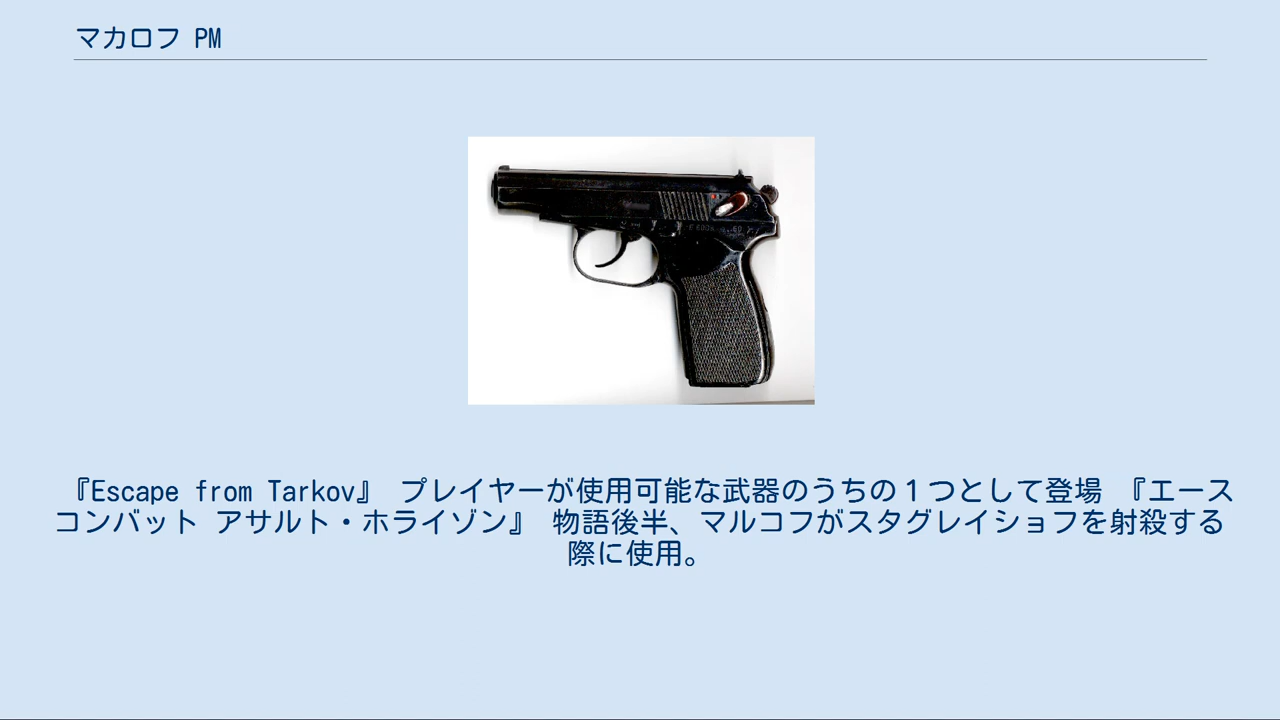 マカロフ PM
『Escape from Tarkov』 プレイヤーが使用可能な武器のうちの１つとして登場 『エース
コンバット アサルト・ホライゾン』 物語後半、マルコフがスタグレイショフを射殺する
際に使用。